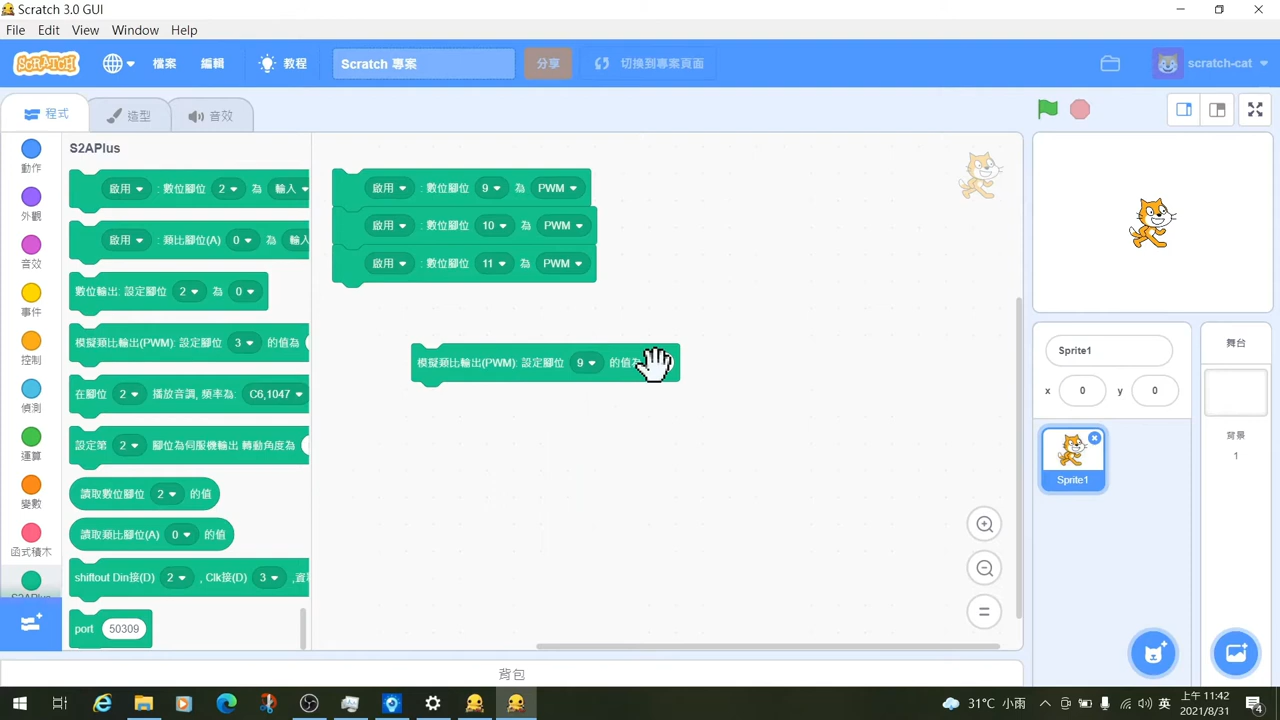 Scratch 3.0 GUI
File Edit View Window Help
SCRATCH 檔案 編輯 教程 Scratch 專案 分享 切換到專案頁面 scratch-cat
程式 造型 音效
動作
外觀
音效
事件
控制
偵測
運算
變數
函式積木
S2APlus
S2APlus
啟用 : 數位腳位 2 為 輸入
啟用 : 類比腳位(A) 0 為 輸入
數位輸出: 設定腳位 2 為 0
模擬類比輸出(PWM): 設定腳位 3 的值為
在腳位 2 播放音調, 頻率為: C6,1047
設定第 2 腳位為伺服機輸出 轉動角度為
讀取數位腳位 2 的值
讀取類比腳位(A) 0 的值
shiftout Din接(D) 2 , Clk接(D) 3
port 50309
啟用 : 數位腳位 9 為 PWM
啟用 : 數位腳位 10 為 PWM
啟用 : 數位腳位 11 為 PWM
模擬類比輸出(PWM): 設定腳位 9 的值為
Sprite1
x 0 y 0
Sprite1
舞台
背景
1
背包
31°C 小雨 英 上午 11:42
2021/8/31
4